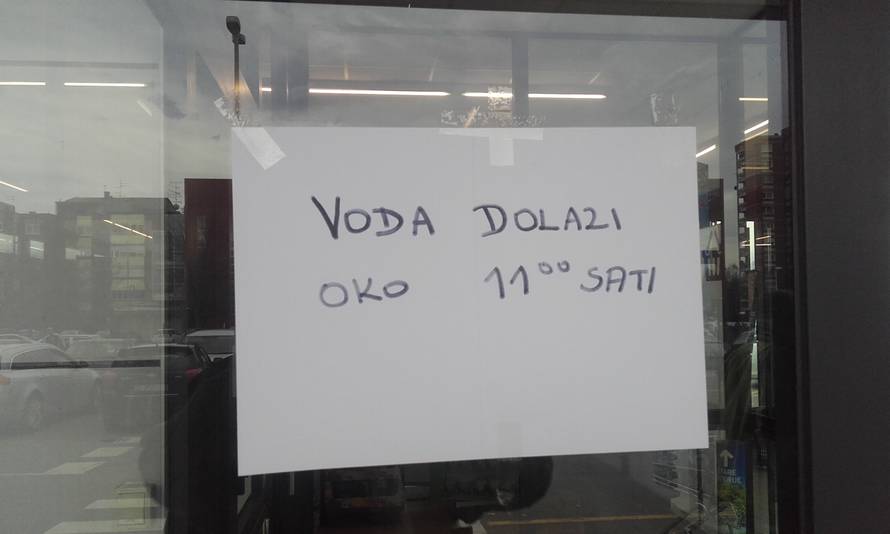 VODA DOLAZI
OKO 11⁰⁰ SATI